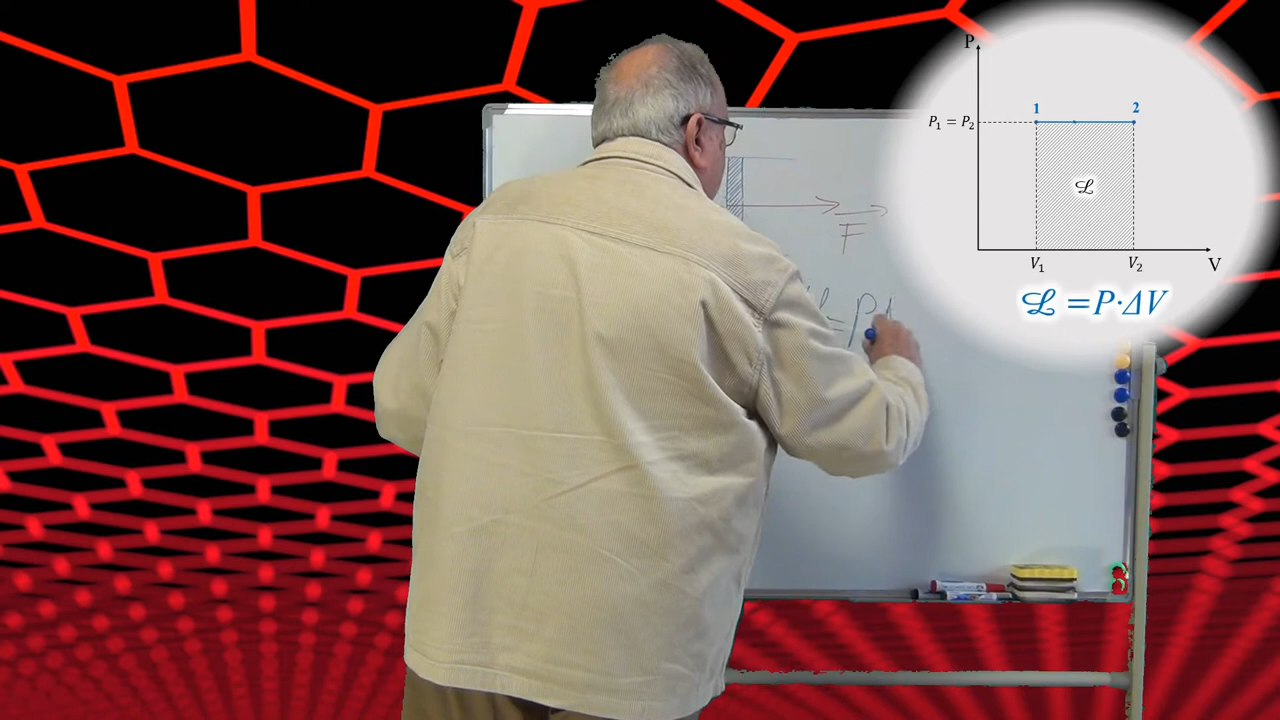 P
1 2
P₁ = P₂
ℒ
V₁ V₂ V
ℒ = P·ΔV
F
= P